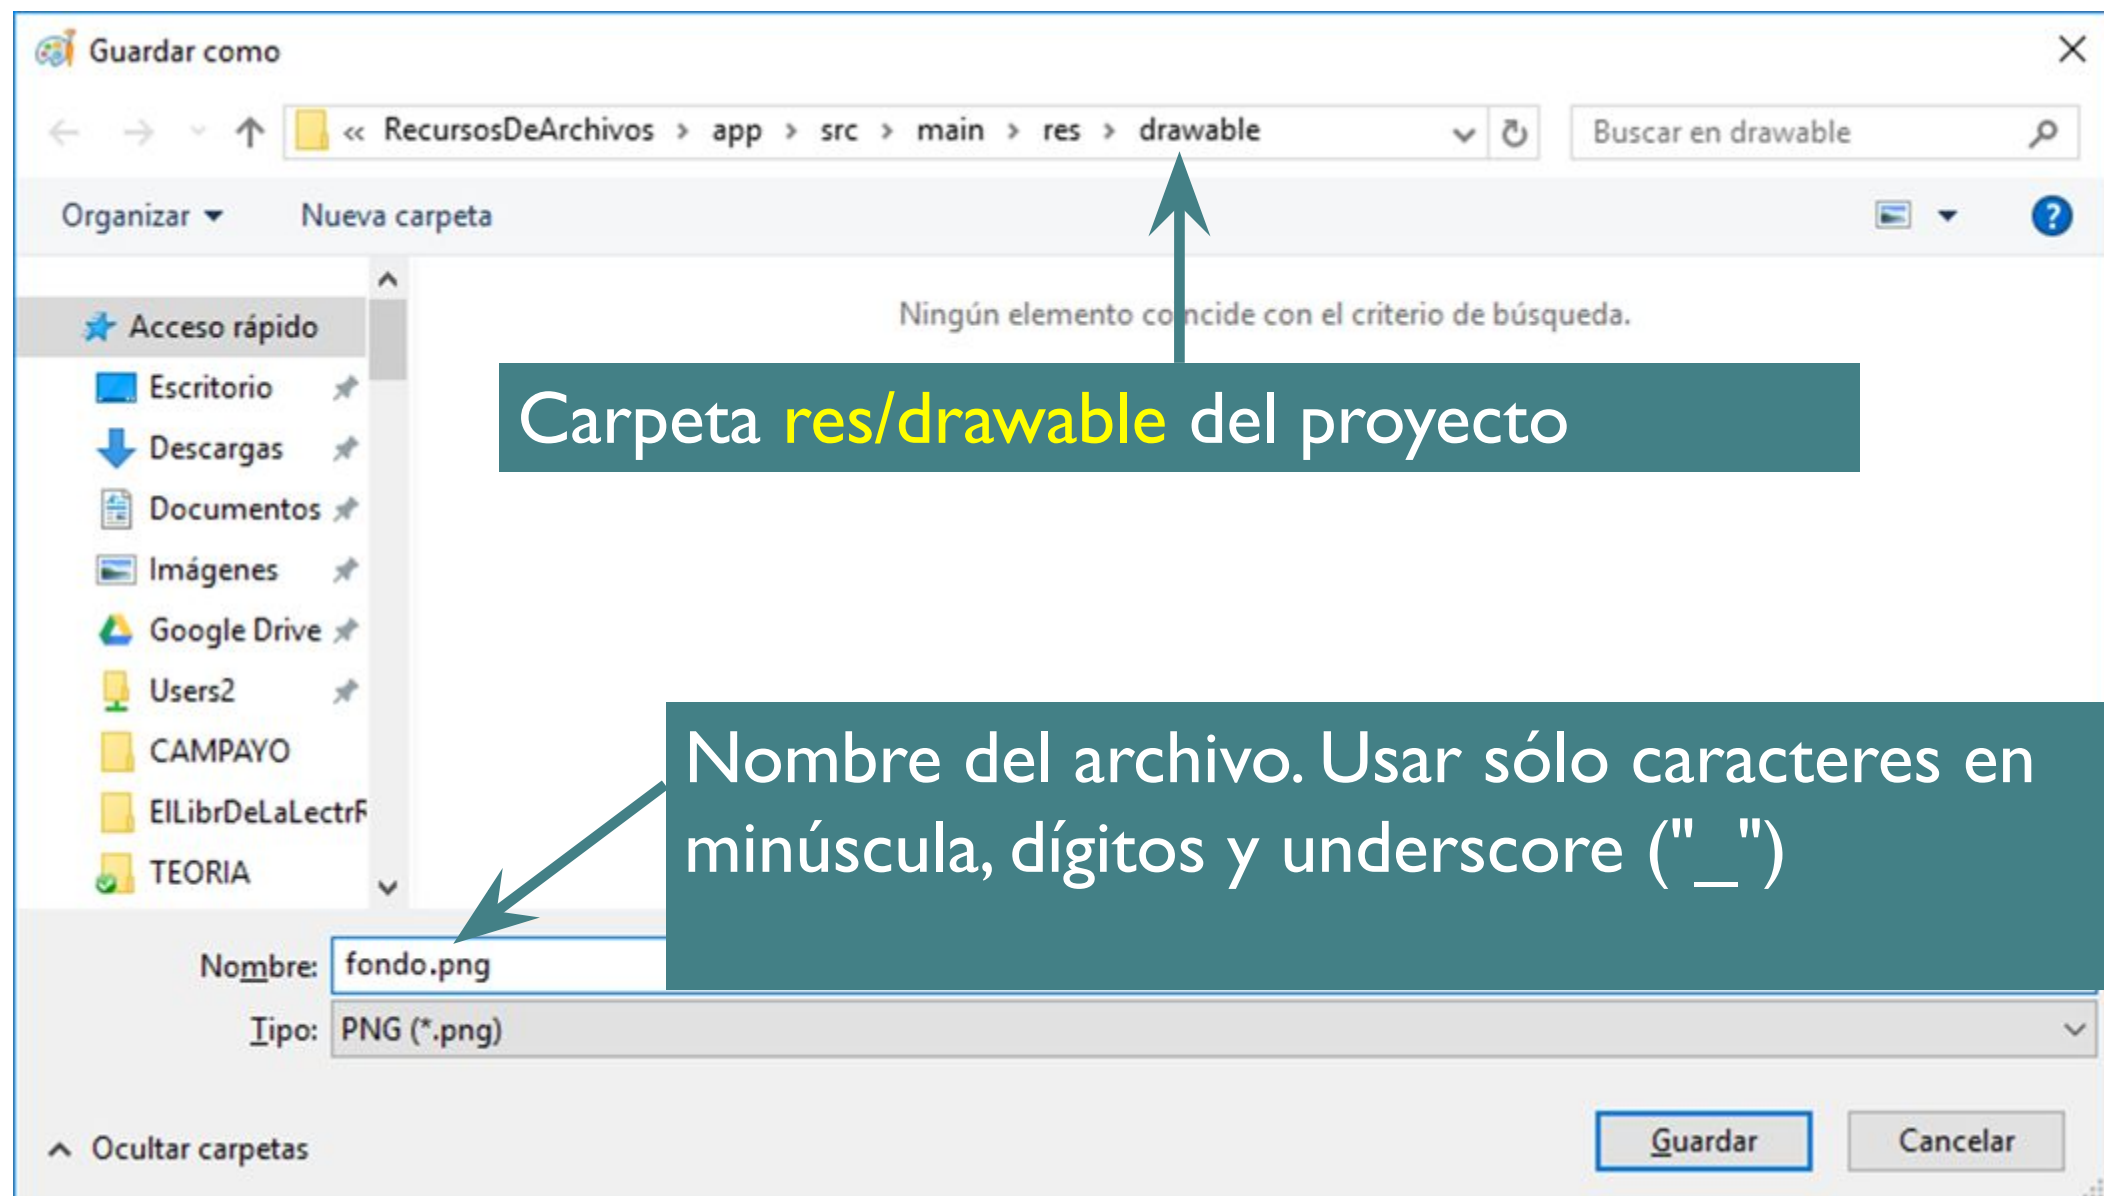 Guardar como
« RecursosDeArchivos > app > src > main > res > drawable
Buscar en drawable
Organizar
Nueva carpeta
Ningún elemento coincide con el criterio de búsqueda.
Acceso rápido
Escritorio
Descargas
Documentos
Imágenes
Google Drive
Users2
CAMPAYO
ElLibrDeLaLectrR
TEORIA
Carpeta res/drawable del proyecto
Nombre del archivo. Usar sólo caracteres en
minúscula, dígitos y underscore ("_")
Nombre: fondo.png
Tipo: PNG (*.png)
Ocultar carpetas
Guardar
Cancelar